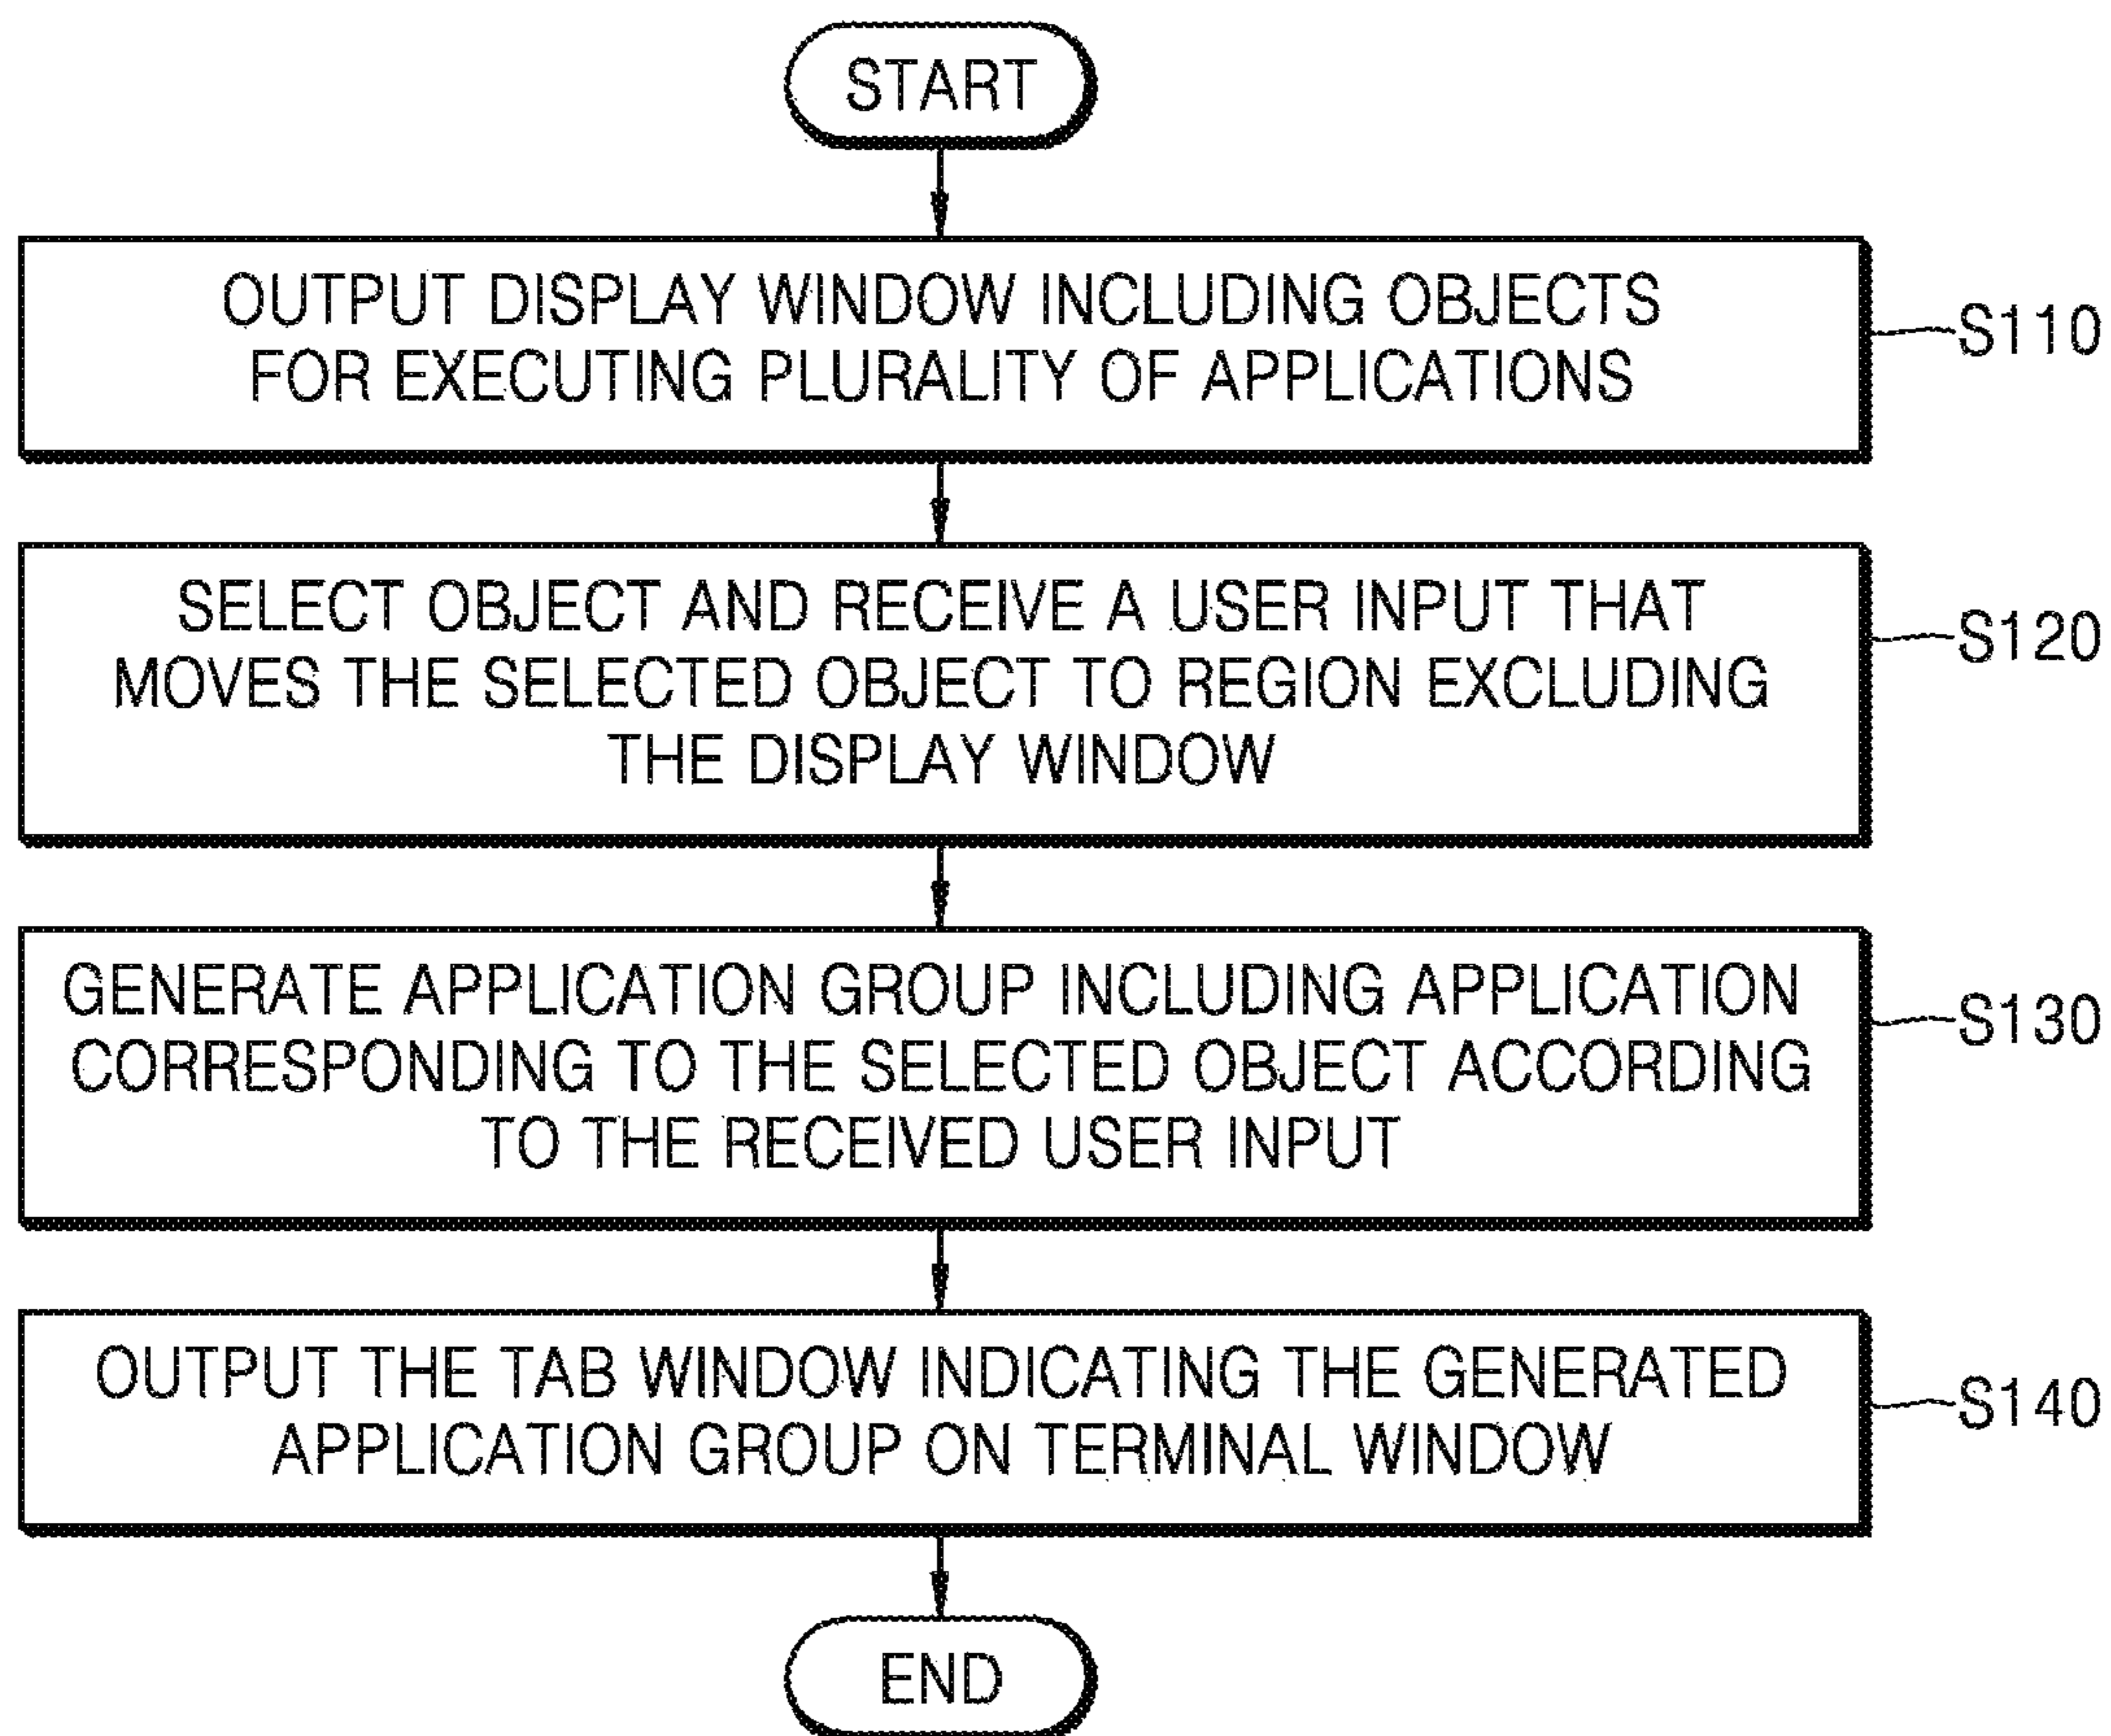 START
OUTPUT DISPLAY WINDOW INCLUDING OBJECTS
FOR EXECUTING PLURALITY OF APPLICATIONS
S110
SELECT OBJECT AND RECEIVE A USER INPUT THAT
MOVES THE SELECTED OBJECT TO REGION EXCLUDING
THE DISPLAY WINDOW
S120
GENERATE APPLICATION GROUP INCLUDING APPLICATION
CORRESPONDING TO THE SELECTED OBJECT ACCORDING
TO THE RECEIVED USER INPUT
S130
OUTPUT THE TAB WINDOW INDICATING THE GENERATED
APPLICATION GROUP ON TERMINAL WINDOW
S140
END